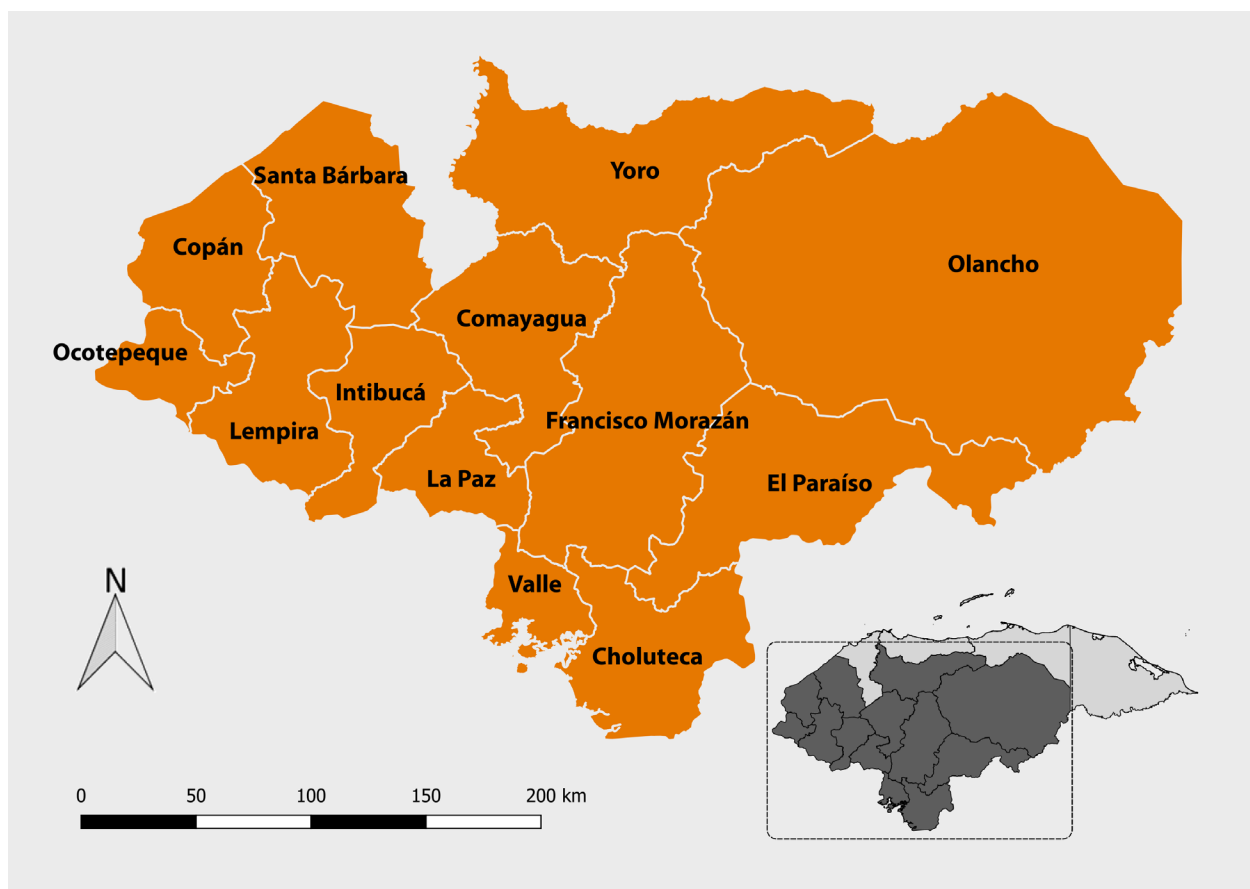 Santa Bárbara
Yoro
Copán
Olancho
Comayagua
Ocotepeque
Intibucá
Lempira
Francisco Morazán
La Paz
El Paraíso
N
Valle
Choluteca
0 50 100 150 200 km